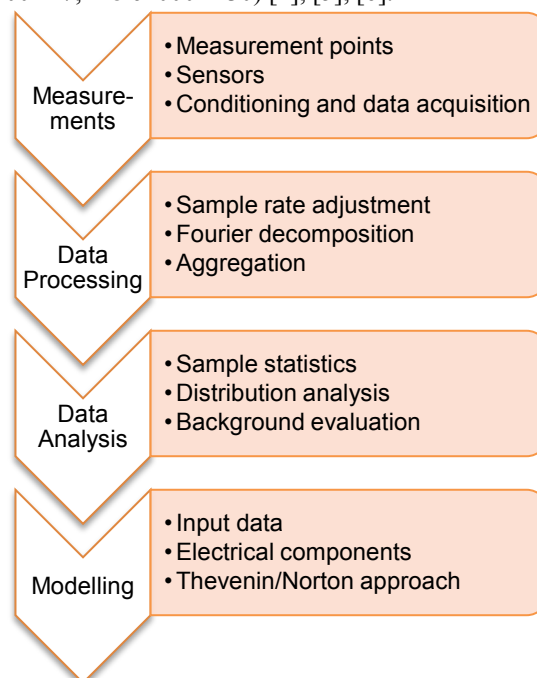 Measure-
ments
• Measurement points
• Sensors
• Conditioning and data acquisition
Data
Processing
• Sample rate adjustment
• Fourier decomposition
• Aggregation
Data
Analysis
• Sample statistics
• Distribution analysis
• Background evaluation
Modelling
• Input data
• Electrical components
• Thevenin/Norton approach